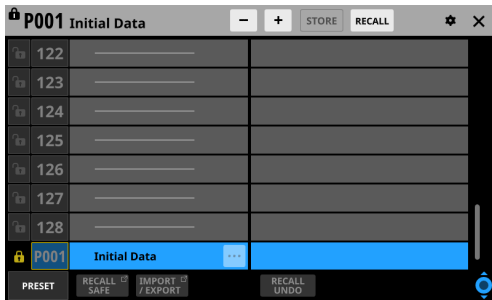 P001 Initial Data
− + STORE RECALL
122
123
124
125
126
127
128
P001 Initial Data ...
PRESET
RECALL SAFE
IMPORT / EXPORT
RECALL UNDO